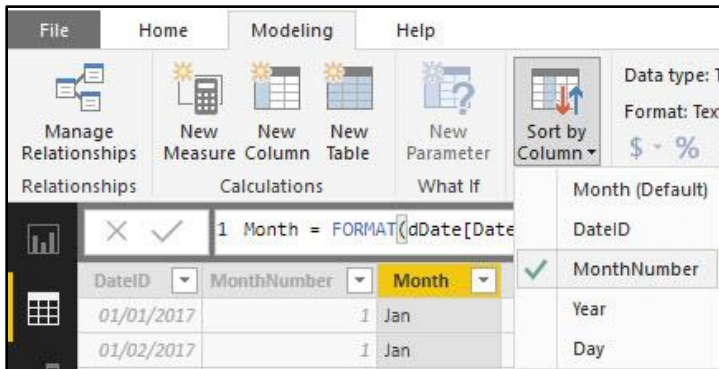 File Home Modeling Help
Manage Relationships
New Measure
New Column
New Table
New Parameter
Sort by Column
Data type: T
Format: Tex
$ %
Relationships Calculations What If
Month (Default)
DateID
MonthNumber
Year
Day
1 Month = FORMAT(dDate[Date
DateID MonthNumber Month
01/01/2017 1 Jan
01/02/2017 1 Jan